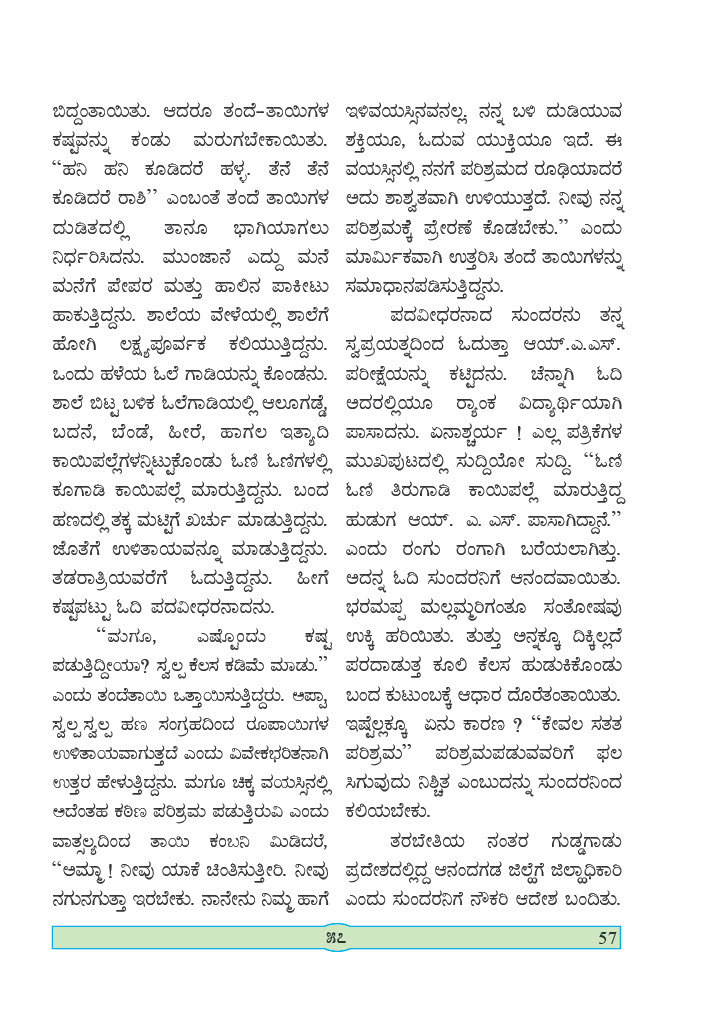 ಬಿದ್ದಂತಾಯಿತು. ಆದರೂ ತಂದೆ-ತಾಯಿಗಳ
ಕಷ್ಟವನ್ನು ಕಂಡು ಮರುಗಬೇಕಾಯಿತು.
“ಹನಿ ಹನಿ ಕೂಡಿದರೆ ಹಳ್ಳ. ತೆನೆ ತೆನೆ
ಕೂಡಿದರೆ ರಾಶಿ” ಎಂಬಂತೆ ತಂದೆ ತಾಯಿಗಳ
ದುಡಿತದಲ್ಲಿ ತಾನೂ ಭಾಗಿಯಾಗಲು
ನಿರ್ಧರಿಸಿದನು. ಮುಂಜಾನೆ ಎದ್ದು ಮನೆ
ಮನೆಗೆ ಪೇಪರ ಮತ್ತು ಹಾಲಿನ ಪಾಕೀಟು
ಹಾಕುತ್ತಿದ್ದನು. ಶಾಲೆಯ ವೇಳೆಯಲ್ಲಿ ಶಾಲೆಗೆ
ಹೋಗಿ ಲಕ್ಷ್ಯಪೂರ್ವಕ ಕಲಿಯುತ್ತಿದ್ದನು.
ಒಂದು ಹಳೆಯ ಓಲೆ ಗಾಡಿಯನ್ನು ಕೊಂಡನು.
ಶಾಲೆ ಬಿಟ್ಟ ಬಳಿಕ ಓಲೆಗಾಡಿಯಲ್ಲಿ ಆಲೂಗಡ್ಡೆ,
ಬದನೆ, ಬೆಂಡೆ, ಹೀರೆ, ಹಾಗಲ ಇತ್ಯಾದಿ
ಕಾಯಿಪಲ್ಲೆಗಳನ್ನಿಟ್ಟುಕೊಂಡು ಓಣಿ ಓಣಿಗಳಲ್ಲಿ
ಕೂಗಾಡಿ ಕಾಯಿಪಲ್ಲೆ ಮಾರುತ್ತಿದ್ದನು. ಬಂದ
ಹಣದಲ್ಲಿ ತಕ್ಕ ಮಟ್ಟಿಗೆ ಖರ್ಚು ಮಾಡುತ್ತಿದ್ದನು.
ಜೊತೆಗೆ ಉಳಿತಾಯವನ್ನೂ ಮಾಡುತ್ತಿದ್ದನು.
ತಡರಾತ್ರಿಯವರೆಗೆ ಓದುತ್ತಿದ್ದನು. ಹೀಗೆ
ಕಷ್ಟಪಟ್ಟು ಓದಿ ಪದವೀಧರನಾದನು.
“ಮಗೂ, ಎಷ್ಟೊಂದು ಕಷ್ಟ
ಪಡುತ್ತಿದ್ದೀಯಾ? ಸ್ವಲ್ಪ ಕೆಲಸ ಕಡಿಮೆ ಮಾಡು.”
ಎಂದು ತಂದೆತಾಯಿ ಒತ್ತಾಯಿಸುತ್ತಿದ್ದರು. ಅಪ್ಪಾ,
ಸ್ವಲ್ಪ ಸ್ವಲ್ಪ ಹಣ ಸಂಗ್ರಹದಿಂದ ರೂಪಾಯಿಗಳ
ಉಳಿತಾಯವಾಗುತ್ತದೆ ಎಂದು ವಿವೇಕಭರಿತನಾಗಿ
ಉತ್ತರ ಹೇಳುತ್ತಿದ್ದನು. ಮಗೂ ಚಿಕ್ಕ ವಯಸ್ಸಿನಲ್ಲಿ
ಅದೆಂತಹ ಕಠಿಣ ಪರಿಶ್ರಮ ಪಡುತ್ತಿರುವಿ ಎಂದು
ವಾತ್ಸಲ್ಯದಿಂದ ತಾಯಿ ಕಂಬನಿ ಮಿಡಿದರೆ,
“ಅಮ್ಮಾ ! ನೀವು ಯಾಕೆ ಚಿಂತಿಸುತ್ತೀರಿ. ನೀವು
ನಗುನಗುತ್ತಾ ಇರಬೇಕು. ನಾನೇನು ನಿಮ್ಮ ಹಾಗೆ
ಇಳಿವಯಸ್ಸಿನವನಲ್ಲ. ನನ್ನ ಬಳಿ ದುಡಿಯುವ
ಶಕ್ತಿಯೂ, ಓದುವ ಯುಕ್ತಿಯೂ ಇದೆ. ಈ
ವಯಸ್ಸಿನಲ್ಲಿ ನನಗೆ ಪರಿಶ್ರಮದ ರೂಢಿಯಾದರೆ
ಅದು ಶಾಶ್ವತವಾಗಿ ಉಳಿಯುತ್ತದೆ. ನೀವು ನನ್ನ
ಪರಿಶ್ರಮಕ್ಕೆ ಪ್ರೇರಣೆ ಕೊಡಬೇಕು.” ಎಂದು
ಮಾರ್ಮಿಕವಾಗಿ ಉತ್ತರಿಸಿ ತಂದೆ ತಾಯಿಗಳನ್ನು
ಸಮಾಧಾನಪಡಿಸುತ್ತಿದ್ದನು.
ಪದವೀಧರನಾದ ಸುಂದರನು ತನ್ನ
ಸ್ವಪ್ರಯತ್ನದಿಂದ ಓದುತ್ತಾ ಆಯ್.ಎ.ಎಸ್.
ಪರೀಕ್ಷೆಯನ್ನು ಕಟ್ಟಿದನು. ಚೆನ್ನಾಗಿ ಓದಿ
ಅದರಲ್ಲಿಯೂ ರ‍್ಯಾಂಕ ವಿದ್ಯಾರ್ಥಿಯಾಗಿ
ಪಾಸಾದನು. ಏನಾಶ್ಚರ್ಯ ! ಎಲ್ಲ ಪತ್ರಿಕೆಗಳ
ಮುಖಪುಟದಲ್ಲಿ ಸುದ್ದಿಯೋ ಸುದ್ದಿ. “ಓಣಿ
ಓಣಿ ತಿರುಗಾಡಿ ಕಾಯಿಪಲ್ಲೆ ಮಾರುತ್ತಿದ್ದ
ಹುಡುಗ ಆಯ್. ಎ. ಎಸ್. ಪಾಸಾಗಿದ್ದಾನೆ.”
ಎಂದು ರಂಗು ರಂಗಾಗಿ ಬರೆಯಲಾಗಿತ್ತು.
ಅದನ್ನ ಓದಿ ಸುಂದರನಿಗೆ ಆನಂದವಾಯಿತು.
ಭರಮಪ್ಪ ಮಲ್ಲಮ್ಮರಿಗಂತೂ ಸಂತೋಷವು
ಉಕ್ಕಿ ಹರಿಯಿತು. ತುತ್ತು ಅನ್ನಕ್ಕೂ ದಿಕ್ಕಿಲ್ಲದೆ
ಪರದಾಡುತ್ತ ಕೂಲಿ ಕೆಲಸ ಹುಡುಕಿಕೊಂಡು
ಬಂದ ಕುಟುಂಬಕ್ಕೆ ಆಧಾರ ದೊರೆತಂತಾಯಿತು.
ಇಷ್ಟೆಲ್ಲಕ್ಕೂ ಏನು ಕಾರಣ ? “ಕೇವಲ ಸತತ
ಪರಿಶ್ರಮ” ಪರಿಶ್ರಮಪಡುವವರಿಗೆ ಫಲ
ಸಿಗುವುದು ನಿಶ್ಚಿತ ಎಂಬುದನ್ನು ಸುಂದರನಿಂದ
ಕಲಿಯಬೇಕು.
ತರಬೇತಿಯ ನಂತರ ಗುಡ್ಡಗಾಡು
ಪ್ರದೇಶದಲ್ಲಿದ್ದ ಆನಂದಗಡ ಜಿಲ್ಹೆಗೆ ಜಿಲ್ಹಾಧಿಕಾರಿ
ಎಂದು ಸುಂದರನಿಗೆ ನೌಕರಿ ಆದೇಶ ಬಂದಿತು.
೫೭
57